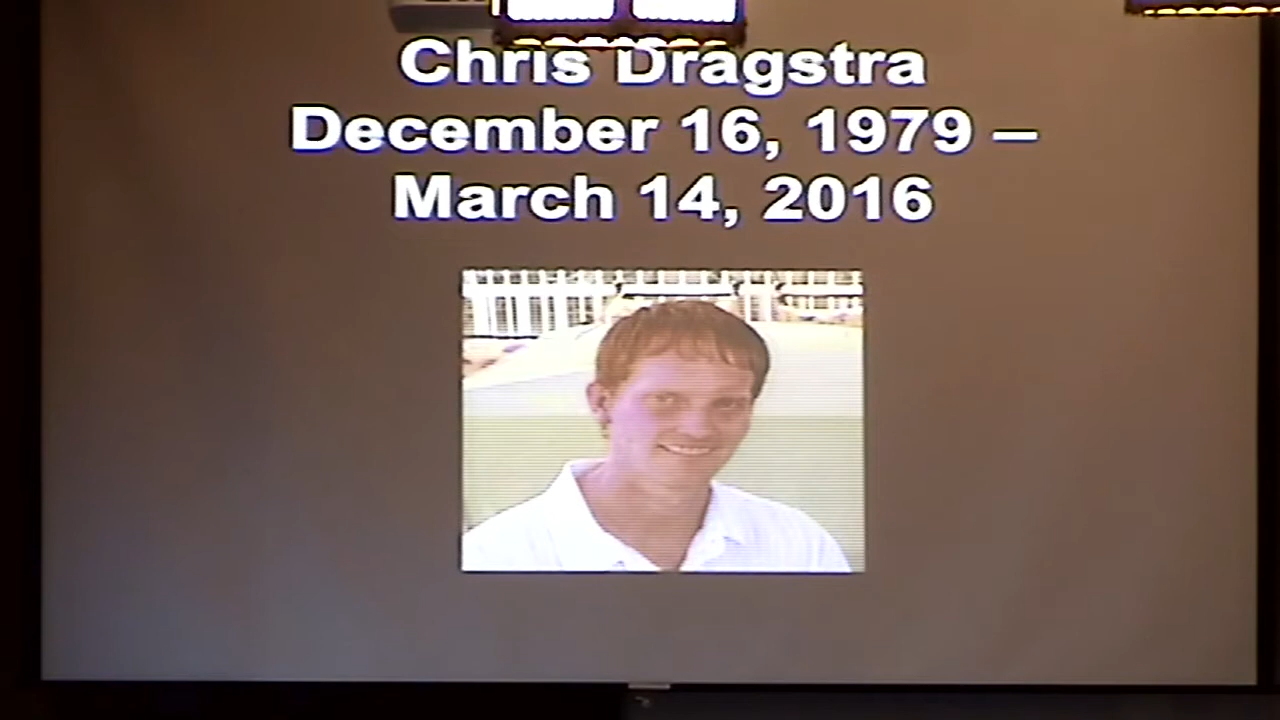 Chris Dragstra
December 16, 1979 –
March 14, 2016